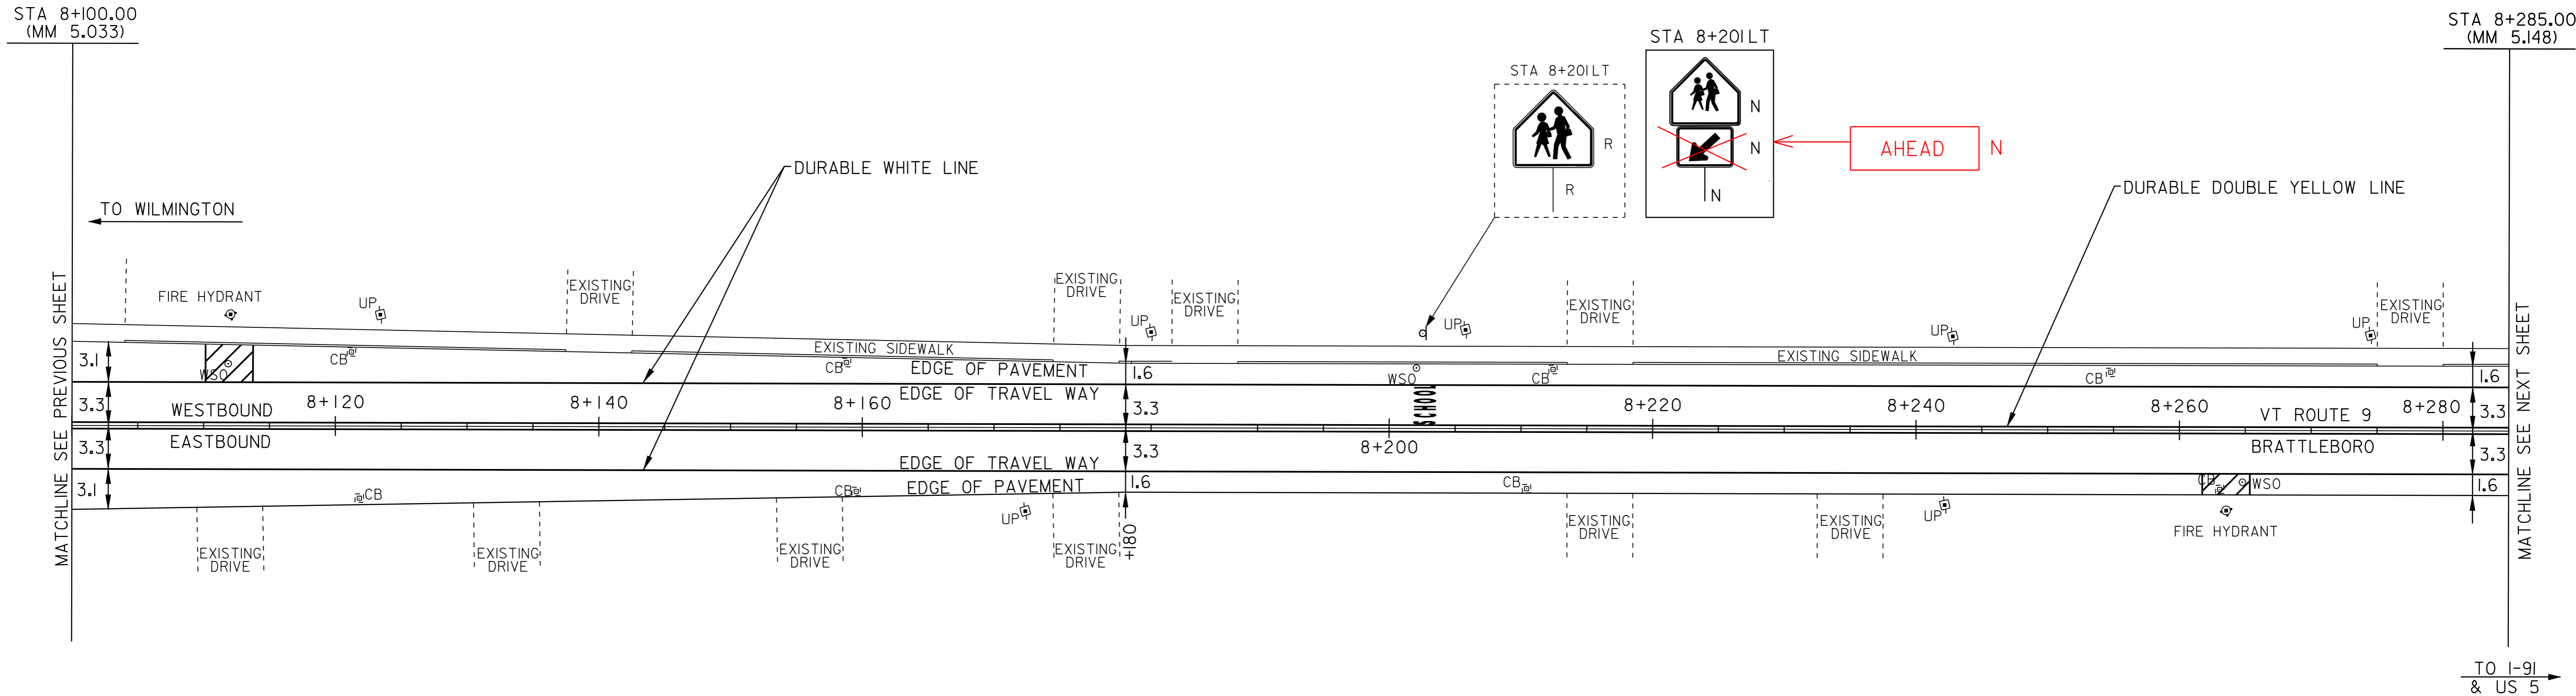 STA 8+100.00
(MM 5.033)
STA 8+285.00
(MM 5.148)
STA 8+201LT
STA 8+201LT
R
R
N
N
N
AHEAD
N
DURABLE WHITE LINE
DURABLE DOUBLE YELLOW LINE
TO WILMINGTON
MATCHLINE SEE PREVIOUS SHEET
FIRE HYDRANT
UP
EXISTING
DRIVE
EXISTING
DRIVE
UP
EXISTING
DRIVE
UP
EXISTING
DRIVE
UP
UP
EXISTING
DRIVE
MATCHLINE SEE NEXT SHEET
3.1
WSO
CB
EXISTING SIDEWALK
CB
EDGE OF PAVEMENT
1.6
WSO
CB
EXISTING SIDEWALK
CB
1.6
3.3
WESTBOUND
8+120
8+140
8+160
EDGE OF TRAVEL WAY
3.3
SCHOOL
8+220
8+240
8+260
VT ROUTE 9
8+280
3.3
3.3
EASTBOUND
EDGE OF TRAVEL WAY
3.3
8+200
BRATTLEBORO
3.3
3.1
CB
CB
EDGE OF PAVEMENT
1.6
CB
CB
WSO
1.6
EXISTING
DRIVE
EXISTING
DRIVE
EXISTING
DRIVE
UP
EXISTING
DRIVE
+180
EXISTING
DRIVE
EXISTING
DRIVE
UP
FIRE HYDRANT
TO I-91
& US 5